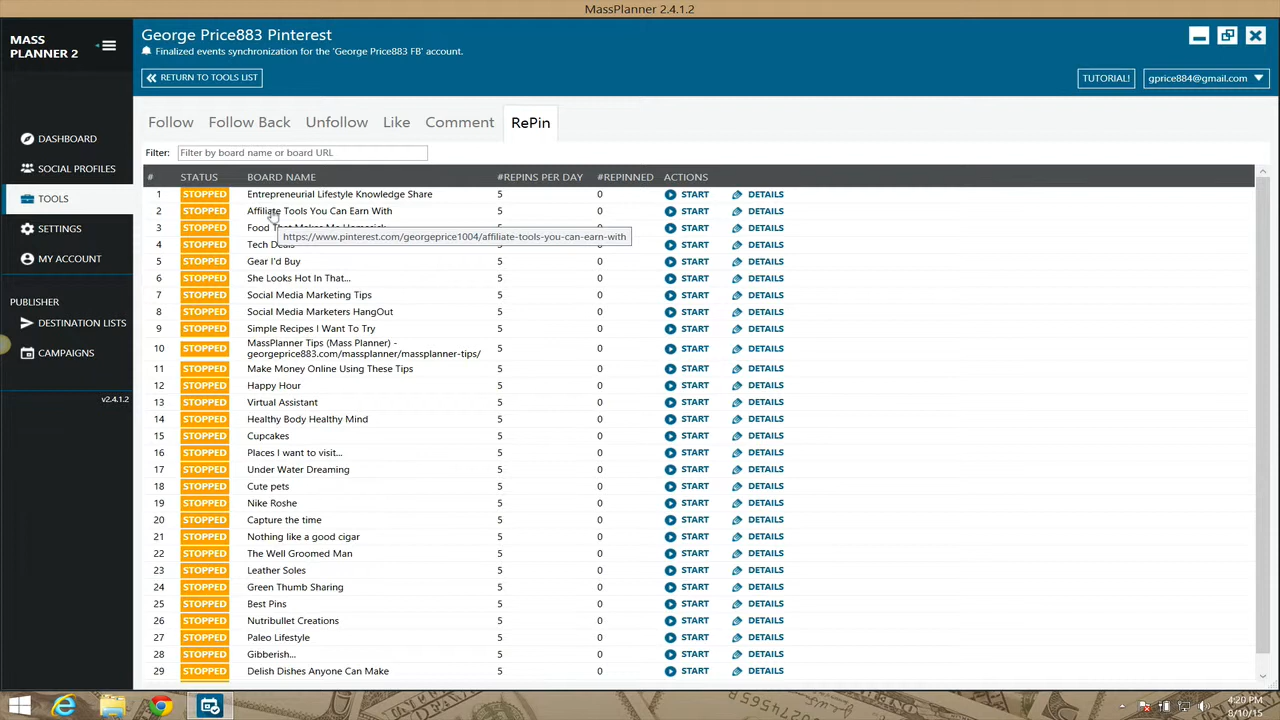 MassPlanner 2.4.1.2
MASS
PLANNER 2
George Price883 Pinterest
Finalized events synchronization for the 'George Price883 FB' account.
RETURN TO TOOLS LIST
TUTORIAL!
gprice884@gmail.com
DASHBOARD
SOCIAL PROFILES
TOOLS
SETTINGS
MY ACCOUNT
PUBLISHER
DESTINATION LISTS
CAMPAIGNS
v2.4.1.2
Follow Follow Back Unfollow Like Comment RePin
Filter: Filter by board name or board URL
# STATUS BOARD NAME #REPINS PER DAY #REPINNED ACTIONS
1 STOPPED Entrepreneurial Lifestyle Knowledge Share 5 0 START DETAILS
2 STOPPED Affiliate Tools You Can Earn With 5 0 START DETAILS
3 STOPPED Food That Makes Me Homesick 5 0 START DETAILS
https://www.pinterest.com/georgeprice1004/affiliate-tools-you-can-earn-with
4 STOPPED Tech Deals 5 0 START DETAILS
5 STOPPED Gear I'd Buy 5 0 START DETAILS
6 STOPPED She Looks Hot In That... 5 0 START DETAILS
7 STOPPED Social Media Marketing Tips 5 0 START DETAILS
8 STOPPED Social Media Marketers HangOut 5 0 START DETAILS
9 STOPPED Simple Recipes I Want To Try 5 0 START DETAILS
10 STOPPED MassPlanner Tips (Mass Planner) - 5 0 START DETAILS
georgeprice883.com/massplanner/massplanner-tips/
11 STOPPED Make Money Online Using These Tips 5 0 START DETAILS
12 STOPPED Happy Hour 5 0 START DETAILS
13 STOPPED Virtual Assistant 5 0 START DETAILS
14 STOPPED Healthy Body Healthy Mind 5 0 START DETAILS
15 STOPPED Cupcakes 5 0 START DETAILS
16 STOPPED Places I want to visit... 5 0 START DETAILS
17 STOPPED Under Water Dreaming 5 0 START DETAILS
18 STOPPED Cute pets 5 0 START DETAILS
19 STOPPED Nike Roshe 5 0 START DETAILS
20 STOPPED Capture the time 5 0 START DETAILS
21 STOPPED Nothing like a good cigar 5 0 START DETAILS
22 STOPPED The Well Groomed Man 5 0 START DETAILS
23 STOPPED Leather Soles 5 0 START DETAILS
24 STOPPED Green Thumb Sharing 5 0 START DETAILS
25 STOPPED Best Pins 5 0 START DETAILS
26 STOPPED Nutribullet Creations 5 0 START DETAILS
27 STOPPED Paleo Lifestyle 5 0 START DETAILS
28 STOPPED Gibberish... 5 0 START DETAILS
29 STOPPED Delish Dishes Anyone Can Make 5 0 START DETAILS
4:20 PM
8/10/15